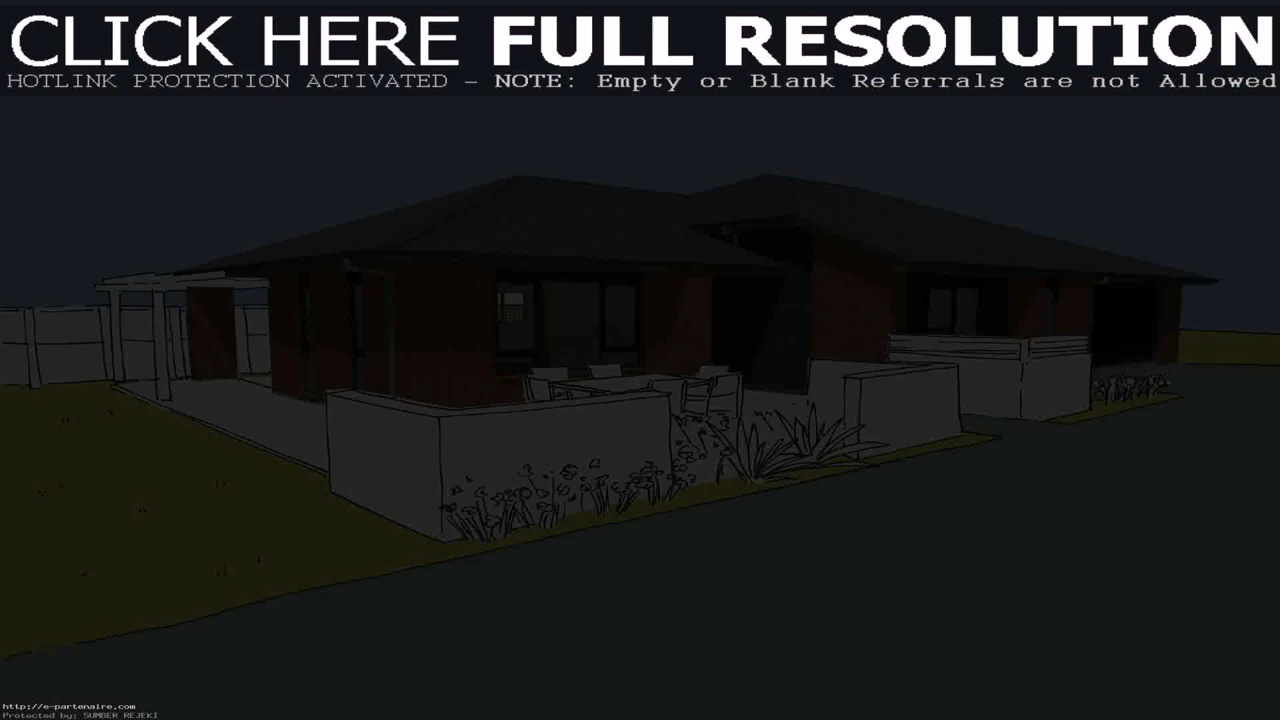 CLICK HERE FULL RESOLUTION
HOTLINK PROTECTION ACTIVATED - NOTE: Empty or Blank Referrals are not Allowed
http://e-partenaire.com
Protected by: SUMBER REJEKI